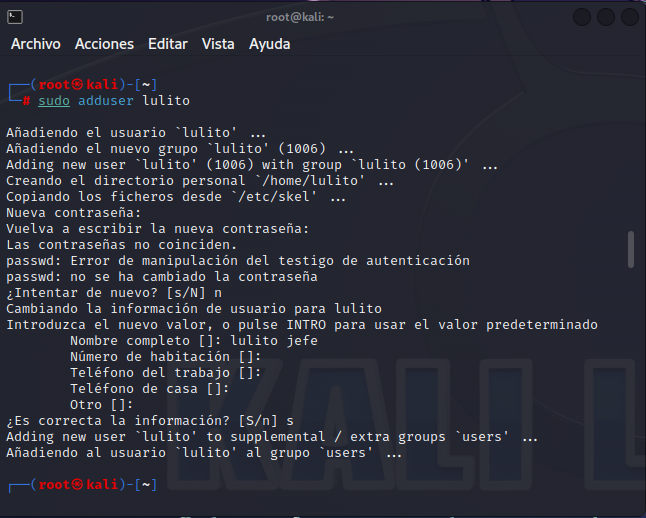 root@kali: ~
Archivo Acciones Editar Vista Ayuda
┌──(root㉿kali)-[~]
└─# sudo adduser lulito
Añadiendo el usuario `lulito' ...
Añadiendo el nuevo grupo `lulito' (1006) ...
Adding new user `lulito' (1006) with group `lulito (1006)' ...
Creando el directorio personal `/home/lulito' ...
Copiando los ficheros desde `/etc/skel' ...
Nueva contraseña:
Vuelva a escribir la nueva contraseña:
Las contraseñas no coinciden.
passwd: Error de manipulación del testigo de autenticación
passwd: no se ha cambiado la contraseña
¿Intentar de nuevo? [s/N] n
Cambiando la información de usuario para lulito
Introduzca el nuevo valor, o pulse INTRO para usar el valor predeterminado
Nombre completo []: lulito jefe
Número de habitación []:
Teléfono del trabajo []:
Teléfono de casa []:
Otro []:
¿Es correcta la información? [S/n] s
Adding new user `lulito' to supplemental / extra groups `users' ...
Añadiendo al usuario `lulito' al grupo `users' ...
┌──(root㉿kali)-[~]
KALI L